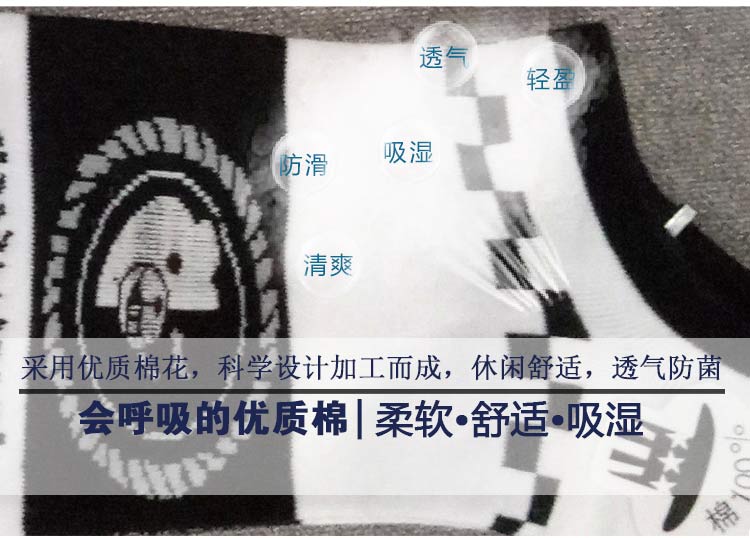 透气
轻盈
防滑
吸湿
清爽
采用优质棉花，科学设计加工而成，休闲舒适，透气防菌
会呼吸的优质棉|柔软•舒适•吸湿
棉100%